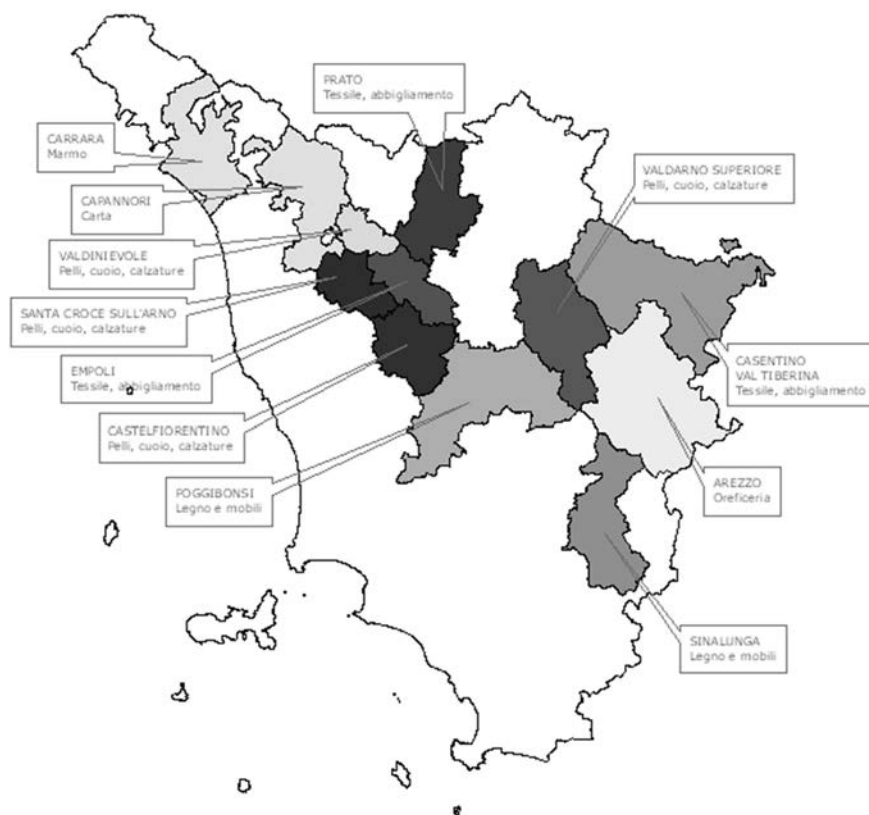 PRATO
Tessile, abbigliamento
CARRARA
Marmo
VALDARNO SUPERIORE
Pelli, cuoio, calzature
CAPANNORI
Carta
VALDINIEVOLE
Pelli, cuoio, calzature
SANTA CROCE SULL'ARNO
Pelli, cuoio, calzature
EMPOLI
Tessile, abbigliamento
CASENTINO
VAL TIBERINA
Tessile, abbigliamento
CASTELFIORENTINO
Pelli, cuoio, calzature
POGGIBONSI
Legno e mobili
AREZZO
Oreficeria
SINALUNGA
Legno e mobili